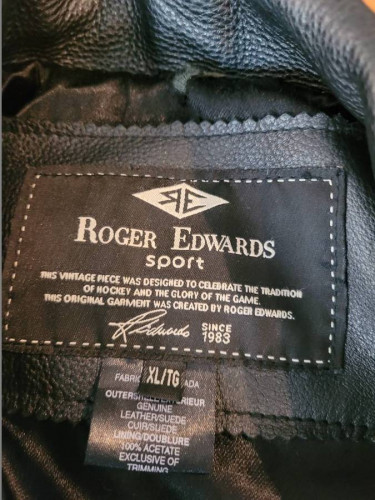 RE
ROGER EDWARDS
sport
THIS VINTAGE PIECE WAS DESIGNED TO CELEBRATE THE TRADITION
OF HOCKEY AND THE GLORY OF THE GAME.
THIS ORIGINAL GARMENT WAS CREATED BY ROGER EDWARDS.
REdwards SINCE
1983
XL/TG
GENUINE
LEATHER/SUEDE
CUIR/SUÉDE
LINING/DOUBLURE
100% ACETATE
EXCLUSIVE OF
TRIMMING